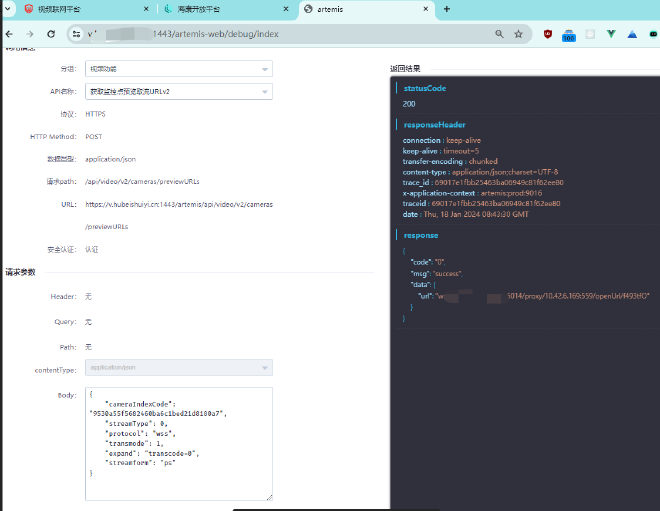 视频联网平台
海康开放平台
artemis
1443/artemis-web/debug/index
分组:
视频功能
返回结果
API名称:
获取监控点预览取流URLv2
协议:
HTTPS
HTTP Method:
POST
数据类型:
application/json
请求path:
/api/video/v2/cameras/previewURLs
URL:
https://v.hubeishuiyi.cn:1443/artemis/api/video/v2/cameras
/previewURLs
安全认证:
认证
请求参数
Header:
无
Query:
无
Path:
无
contentType:
application/json
Body:
{
"cameraIndexCode":
"9530a55f5682460ba6c1bed21d8180a7",
"streamType": 0,
"protocol": "wss",
"transmode": 1,
"expand": "transcode=0",
"streamform": "ps"
}
statusCode
200
responseHeader
connection : keep-alive
keep-alive : timeout=5
transfer-encoding : chunked
content-type : application/json;charset=UTF-8
trace_id : 69017e1fbb25463ba06949c81f62ee80
x-application-context : artemis:prod:9016
traceid : 69017e1fbb25463ba06949c81f62ee80
date : Thu, 18 Jan 2024 08:43:30 GMT
response
{
"code": "0",
"msg": "success",
"data": {
"url": "w
5014/proxy/10.42.6.169:559/openUrl/f493tfO"
}
}